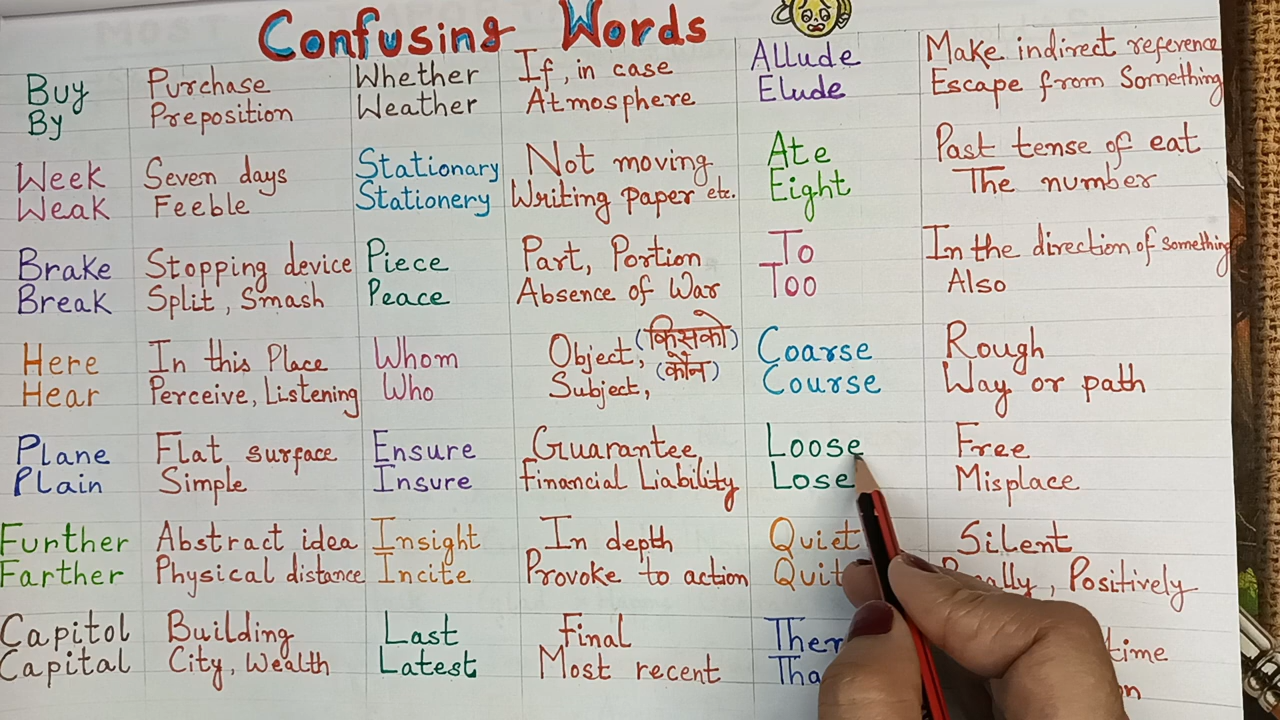 Confusing Words
Buy Purchase Whether If, in case Allude Make indirect reference
By Preposition Weather Atmosphere Elude Escape from Something
Week Seven days Stationary Not moving Ate Past tense of eat
Weak Feeble Stationery Writing paper etc. Eight The number
Brake Stopping device Piece Part, Portion To In the direction of something
Break Split, Smash Peace Absence of War Too Also
Here In this Place Whom Object, (किसको) Coarse Rough
Hear Perceive, Listening Who Subject, (कौन) Course Way or path
Plane Flat surface Ensure Guarantee Loose Free
Plain Simple Insure Financial Liability Lose Misplace
Further Abstract idea Insight In depth Quiet Silent
Farther Physical distance Incite Provoke to action Positively
Capitol Building Last Final
Capital City, Wealth Latest Most recent time